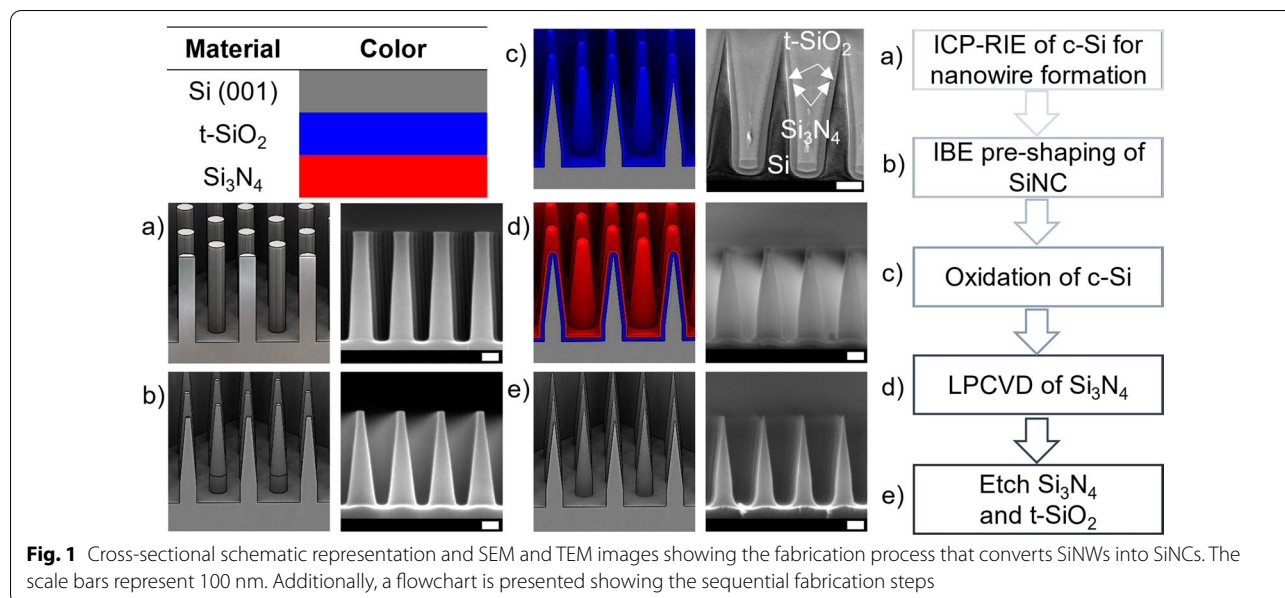 Material Color
Si (001)
t-SiO₂
Si₃N₄
a)
b)
c)
t-SiO₂
Si₃N₄
Si
d)
e)
a) ICP-RIE of c-Si for
nanowire formation
b) IBE pre-shaping of
SiNC
c) Oxidation of c-Si
d) LPCVD of Si₃N₄
e) Etch Si₃N₄
and t-SiO₂
Fig. 1 Cross-sectional schematic representation and SEM and TEM images showing the fabrication process that converts SiNWs into SiNCs. The
scale bars represent 100 nm. Additionally, a flowchart is presented showing the sequential fabrication steps